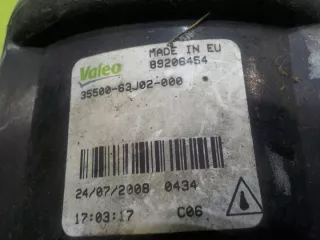 Valeo
MADE IN EU
89206454
35500-63J02-000
24/07/2008 0434
17:03:17 C06